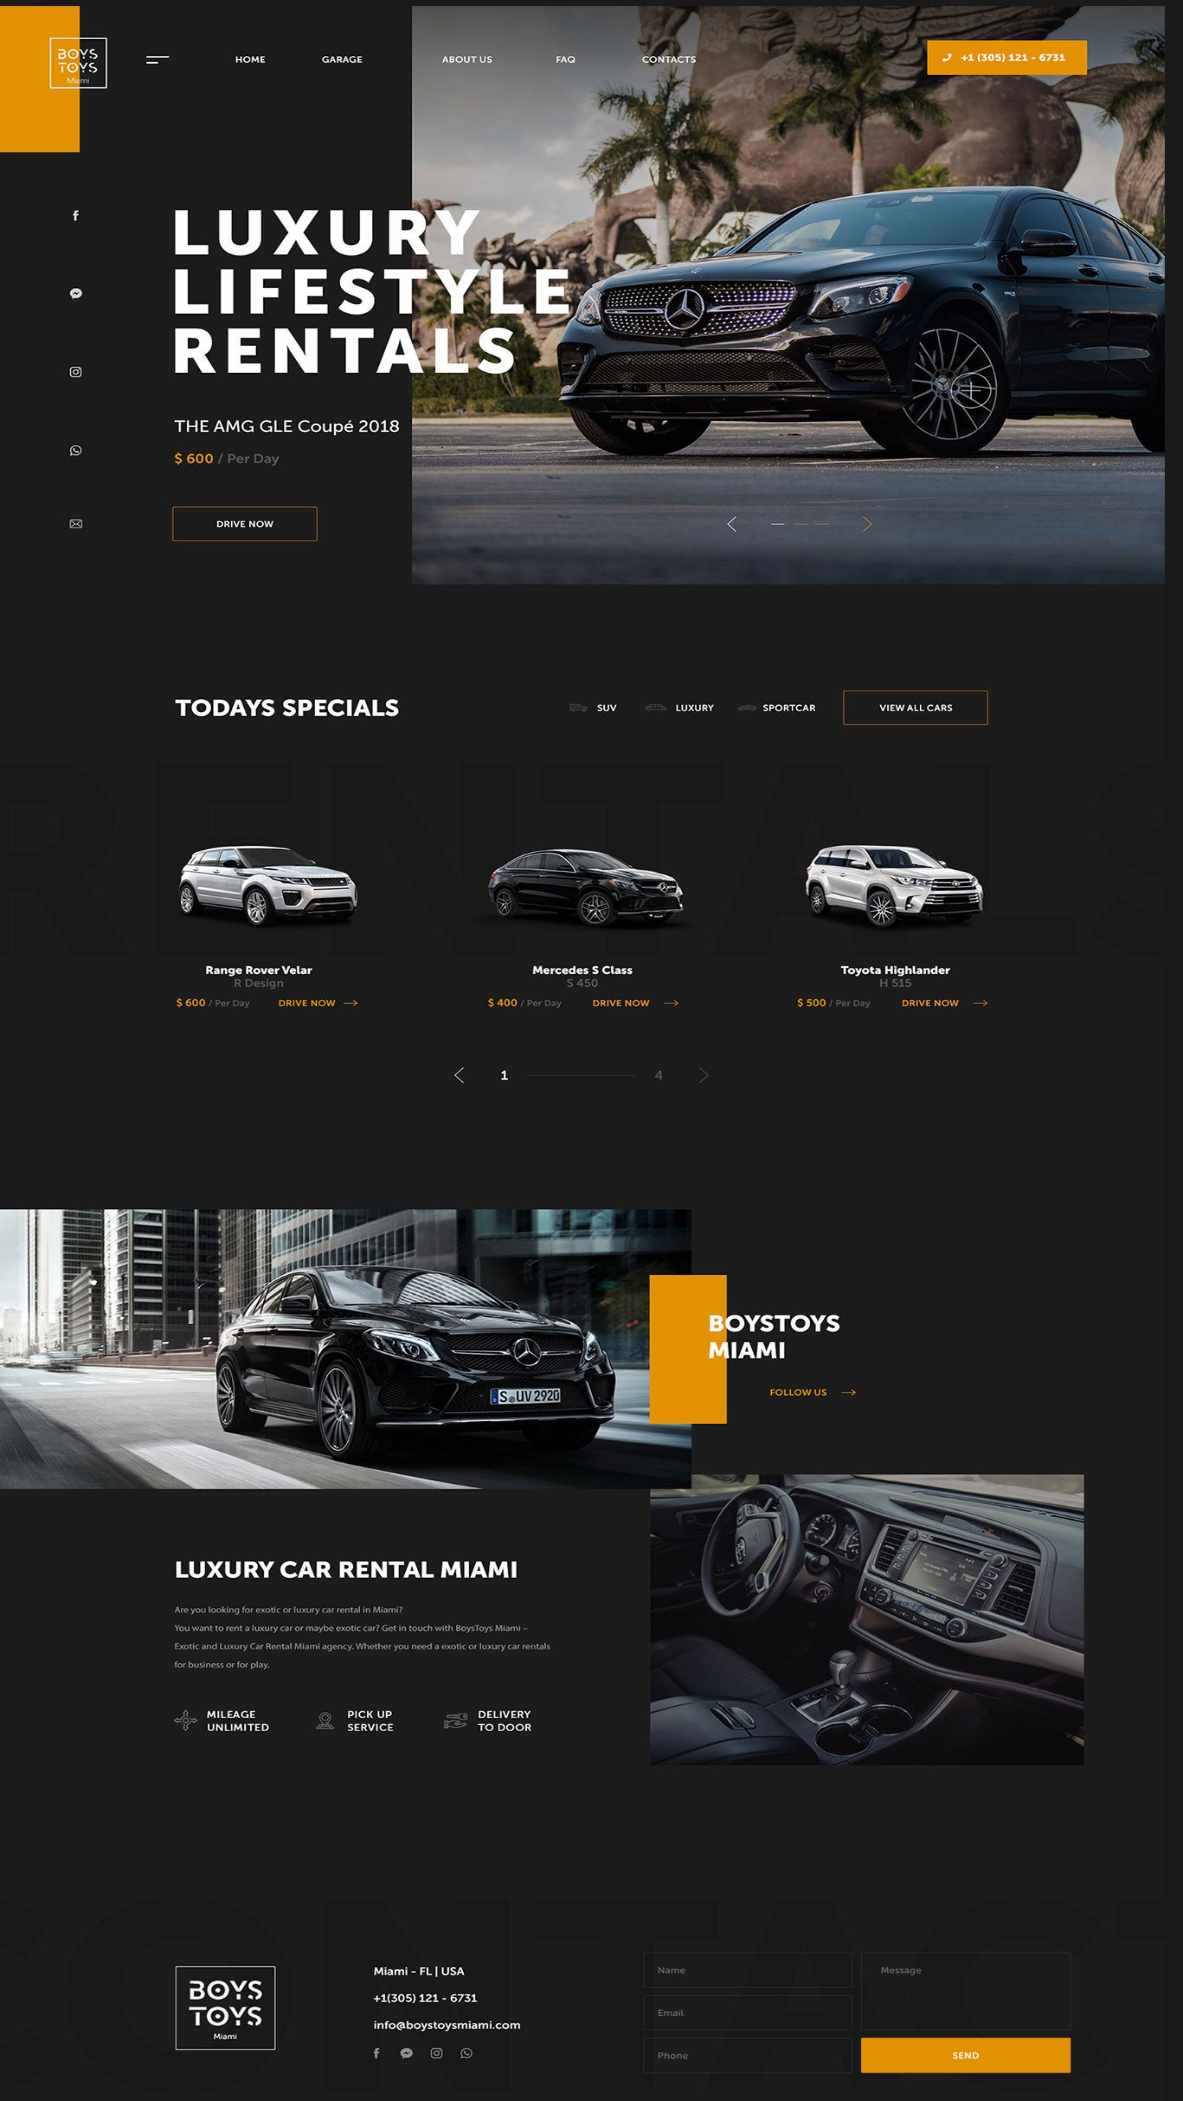 BOYS
TOYS
Miami
HOME
GARAGE
ABOUT US
FAQ
CONTACTS
+1 (305) 121 - 6731
LUXURY
LIFESTYLE
RENTALS
THE AMG GLE Coupé 2018
$ 600 / Per Day
DRIVE NOW
TODAYS SPECIALS
SUV
LUXURY
SPORTCAR
VIEW ALL CARS
RENTALS
Range Rover Velar
R Design
$ 600 / Per Day
DRIVE NOW
Mercedes S Class
S 450
$ 400 / Per Day
DRIVE NOW
Toyota Highlander
H 515
$ 500 / Per Day
DRIVE NOW
1
4
S UV 2920
BOYSTOYS
MIAMI
FOLLOW US
LUXURY CAR RENTAL MIAMI
Are you looking for exotic or luxury car rental in Miami?
You want to rent a luxury car or maybe exotic car? Get in touch with BoysToys Miami –
Exotic and Luxury Car Rental Miami agency. Whether you need a exotic or luxury car rentals
for business or for play.
MILEAGE
UNLIMITED
PICK UP
SERVICE
DELIVERY
TO DOOR
CONTACT
BOYS
TOYS
Miami
Miami - FL | USA
+1(305) 121 - 6731
info@boystoysmiami.com
Name
Email
Phone
Message
SEND